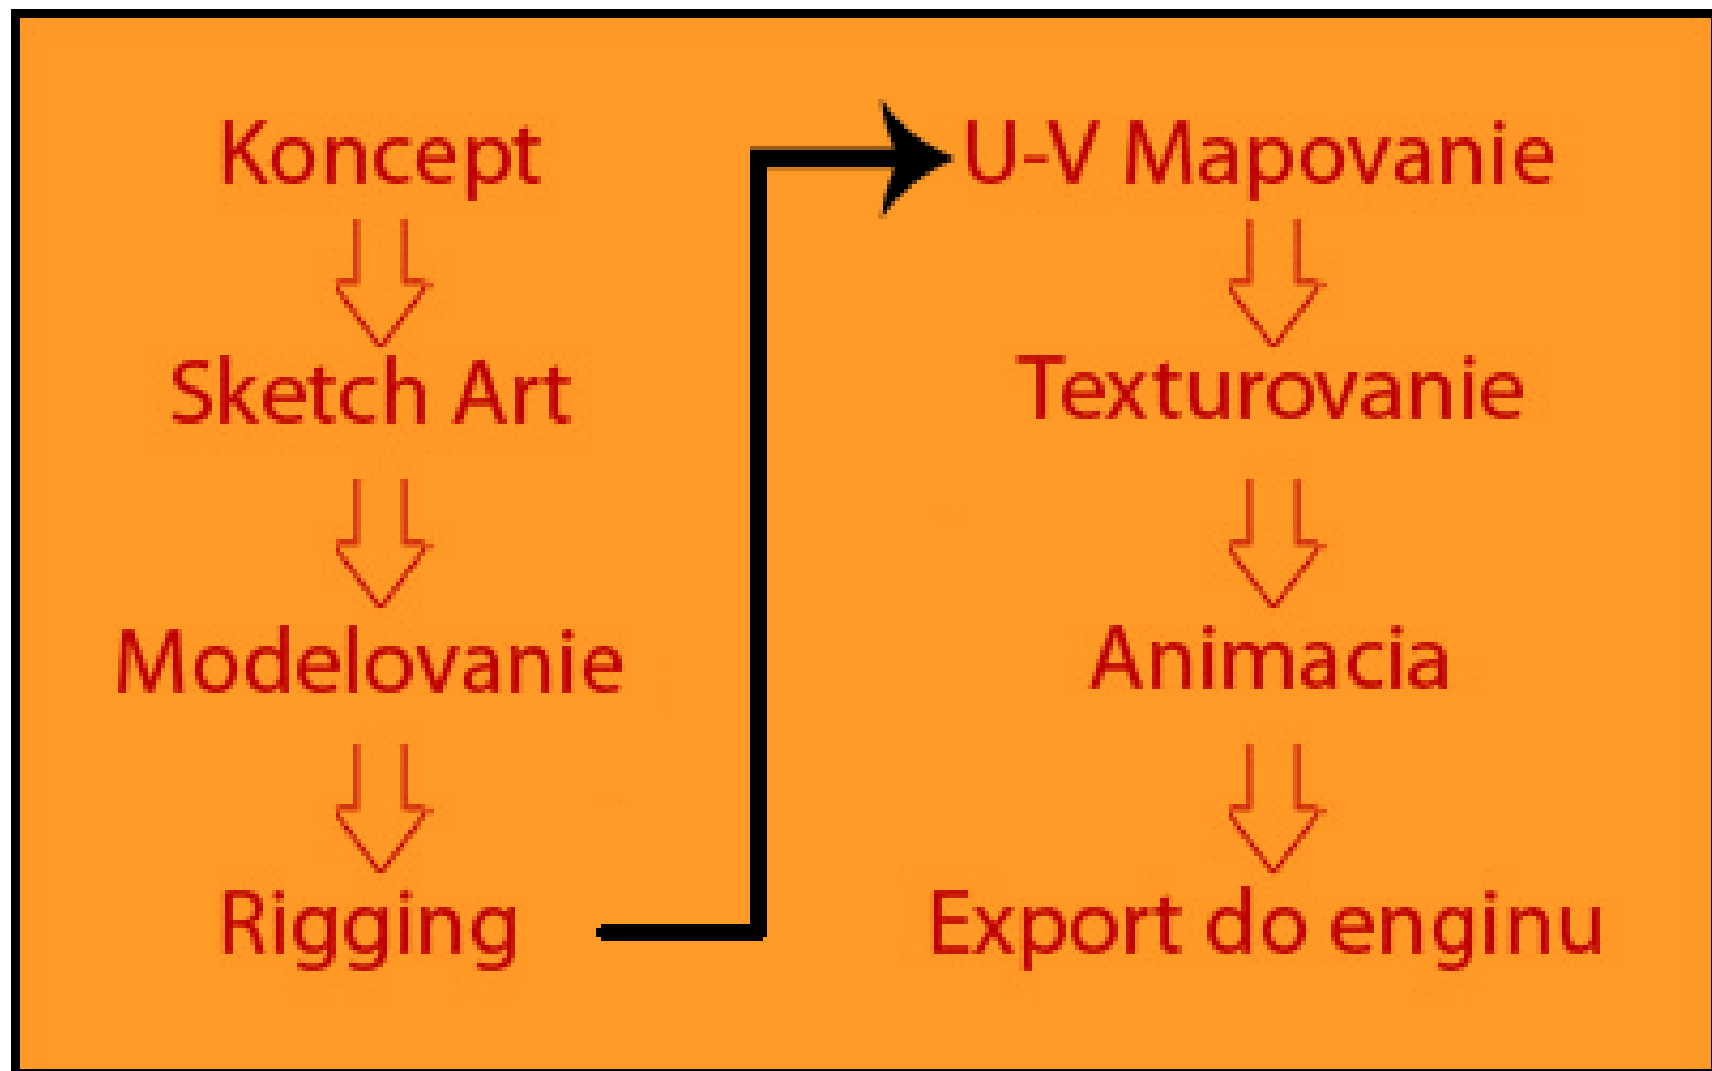 Koncept
Sketch Art
Modelovanie
Rigging
U-V Mapovanie
Texturovanie
Animacia
Export do enginu